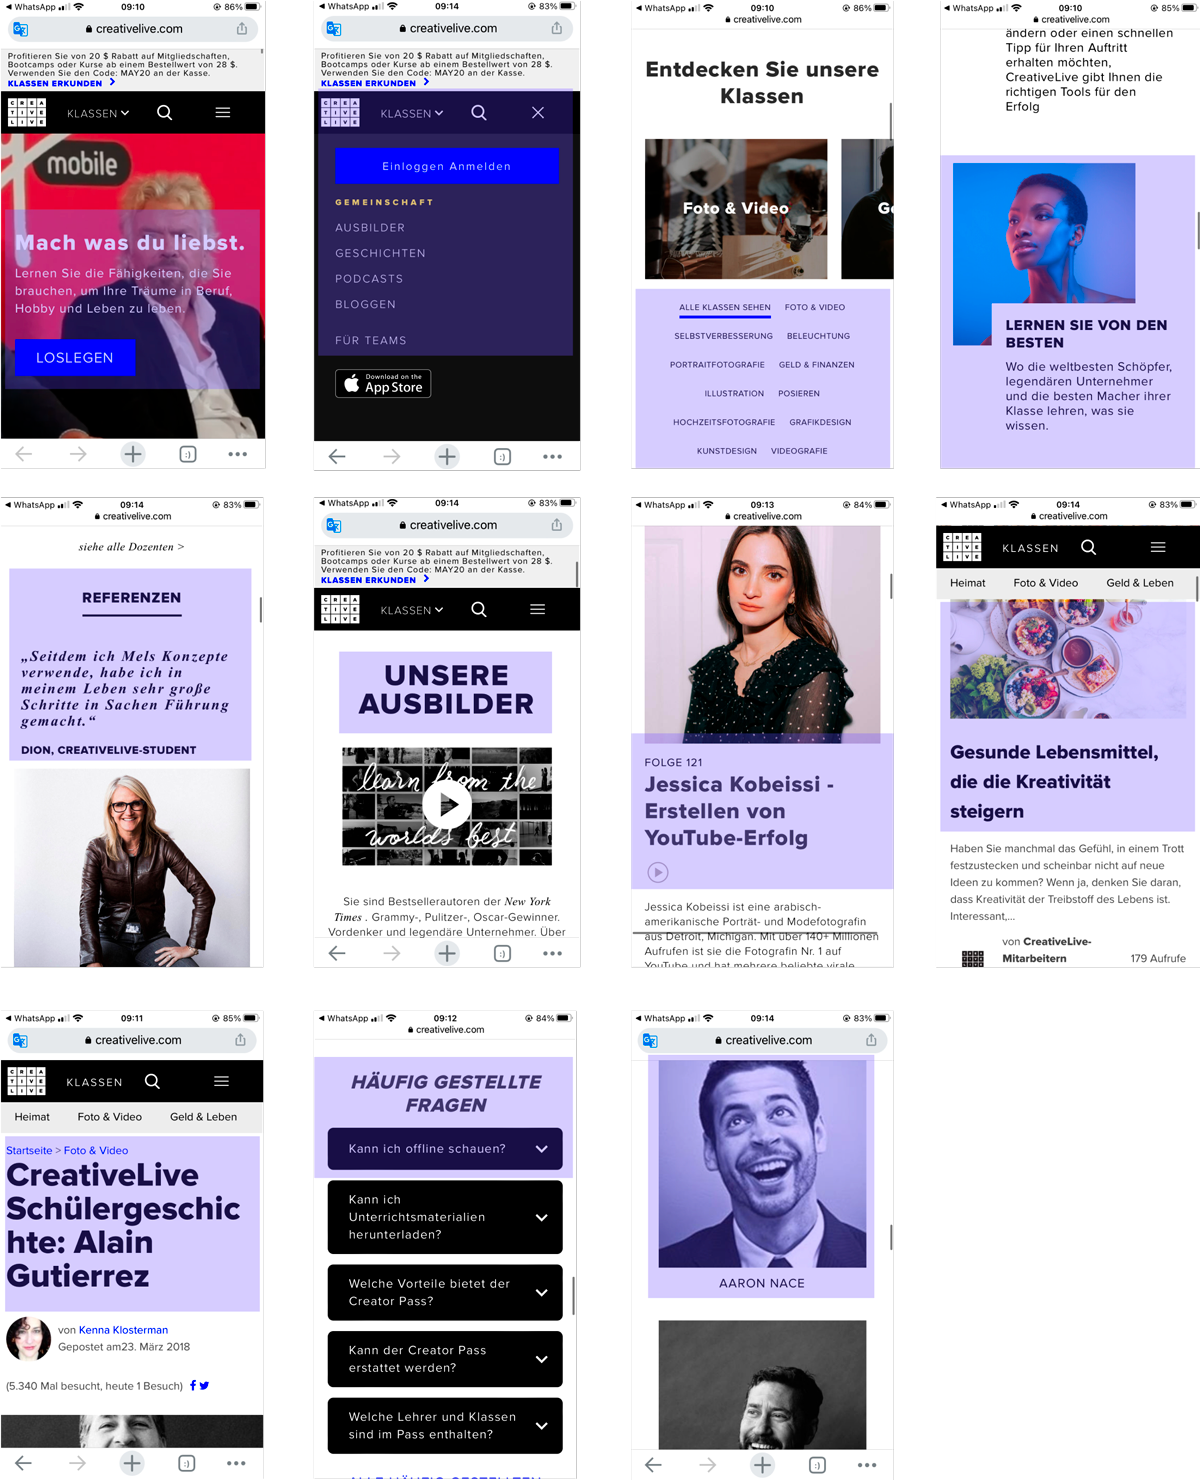 WhatsApp 09:10 86%
creativelive.com
Profitieren Sie von 20 $ Rabatt auf Mitgliedschaften,
Bootcamps oder Kurse ab einem Bestellwert von 28 $.
Verwenden Sie den Code: MAY20 an der Kasse.
KLASSEN ERKUNDEN
CREA
TIVE
LIVE
KLASSEN
mobile
Mach was du liebst.
Lernen Sie die Fähigkeiten, die Sie
brauchen, um Ihre Träume in Beruf,
Hobby und Leben zu leben.
LOSLEGEN
:)
WhatsApp 09:14 83%
creativelive.com
Profitieren Sie von 20 $ Rabatt auf Mitgliedschaften,
Bootcamps oder Kurse ab einem Bestellwert von 28 $.
Verwenden Sie den Code: MAY20 an der Kasse.
KLASSEN ERKUNDEN
CREA
TIVE
LIVE
KLASSEN
Einloggen Anmelden
GEMEINSCHAFT
AUSBILDER
GESCHICHTEN
PODCASTS
BLOGGEN
FÜR TEAMS
Download on the
App Store
:)
WhatsApp 09:10 86%
creativelive.com
Entdecken Sie unsere
Klassen
Foto & Video
G
ALLE KLASSEN SEHEN FOTO & VIDEO
SELBSTVERBESSERUNG BELEUCHTUNG
PORTRAITFOTOGRAFIE GELD & FINANZEN
ILLUSTRATION POSIEREN
HOCHZEITSFOTOGRAFIE GRAFIKDESIGN
KUNSTDESIGN VIDEOGRAFIE
WhatsApp 09:10 85%
creativelive.com
ändern oder einen schnellen
Tipp für Ihren Auftritt
erhalten möchten,
CreativeLive gibt Ihnen die
richtigen Tools für den
Erfolg
LERNEN SIE VON DEN
BESTEN
Wo die weltbesten Schöpfer,
legendären Unternehmer
und die besten Macher ihrer
Klasse lehren, was sie
wissen.
WhatsApp 09:14 83%
creativelive.com
siehe alle Dozenten >
REFERENZEN
„Seitdem ich Mels Konzepte
verwende, habe ich in
meinem Leben sehr große
Schritte in Sachen Führung
gemacht.“
DION, CREATIVELIVE-STUDENT
WhatsApp 09:14 83%
creativelive.com
Profitieren Sie von 20 $ Rabatt auf Mitgliedschaften,
Bootcamps oder Kurse ab einem Bestellwert von 28 $.
Verwenden Sie den Code: MAY20 an der Kasse.
KLASSEN ERKUNDEN
CREA
TIVE
LIVE
KLASSEN
UNSERE
AUSBILDER
learn from the
worlds best
Sie sind Bestsellerautoren der New York
Times . Grammy-, Pulitzer-, Oscar-Gewinner.
Vordenker und legendäre Unternehmer. Über
:)
WhatsApp 09:13 84%
creativelive.com
FOLGE 121
Jessica Kobeissi -
Erstellen von
YouTube-Erfolg
Jessica Kobeissi ist eine arabisch-
amerikanische Porträt- und Modefotografin
aus Detroit, Michigan. Mit über 140+ Millionen
Aufrufen ist sie die Fotografin Nr. 1 auf
YouTube und hat mehrere beliebte virale
WhatsApp 09:14 83%
creativelive.com
CREA
TIVE
LIVE
KLASSEN
Heimat Foto & Video Geld & Leben
Gesunde Lebensmittel,
die die Kreativität
steigern
Haben Sie manchmal das Gefühl, in einem Trott
festzustecken und scheinbar nicht auf neue
Ideen zu kommen? Wenn ja, denken Sie daran,
dass Kreativität der Treibstoff des Lebens ist.
Interessant,...
von CreativeLive-
Mitarbeitern 179 Aufrufe
WhatsApp 09:11 85%
creativelive.com
CREA
TIVE
LIVE
KLASSEN
Heimat Foto & Video Geld & Leben
Startseite > Foto & Video
CreativeLive
Schülergeschic
hte: Alain
Gutierrez
von Kenna Klosterman
Gepostet am23. März 2018
(5.340 Mal besucht, heute 1 Besuch)
:)
WhatsApp 09:12 84%
creativelive.com
HÄUFIG GESTELLTE
FRAGEN
Kann ich offline schauen?
Kann ich
Unterrichtsmaterialien
herunterladen?
Welche Vorteile bietet der
Creator Pass?
Kann der Creator Pass
erstattet werden?
Welche Lehrer und Klassen
sind im Pass enthalten?
ALLE HÄUFIG GESTELLTEN
WhatsApp 09:14 83%
creativelive.com
AARON NACE
:)